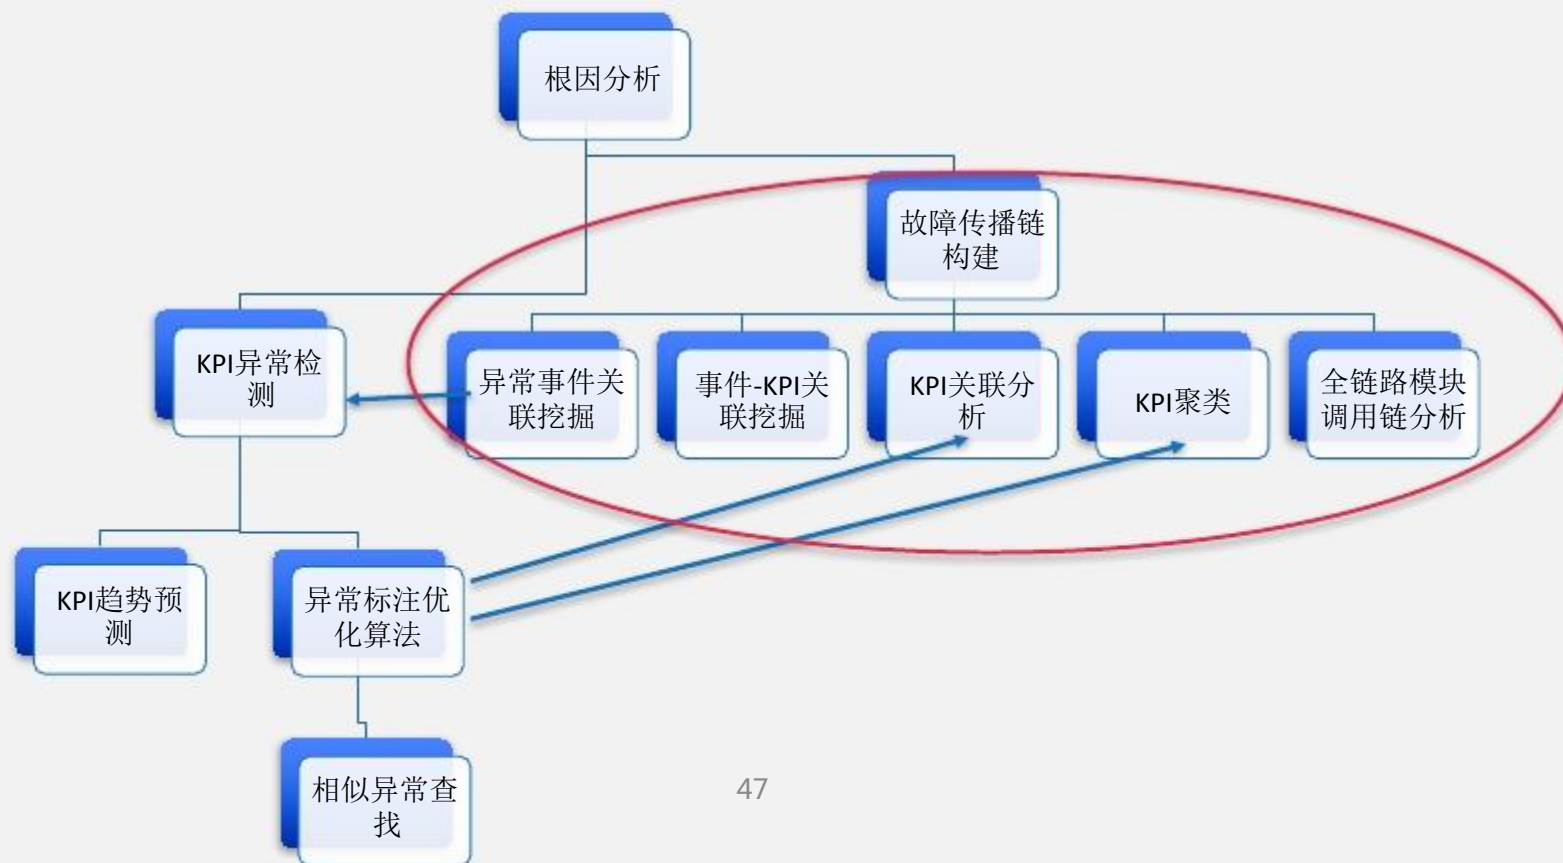 根因分析
故障传播链
构建
KPI异常检
测
异常事件关
联挖掘
事件-KPI关
联挖掘
KPI关联分
析
KPI聚类
全链路模块
调用链分析
KPI趋势预
测
异常标注优
化算法
相似异常查
找
47